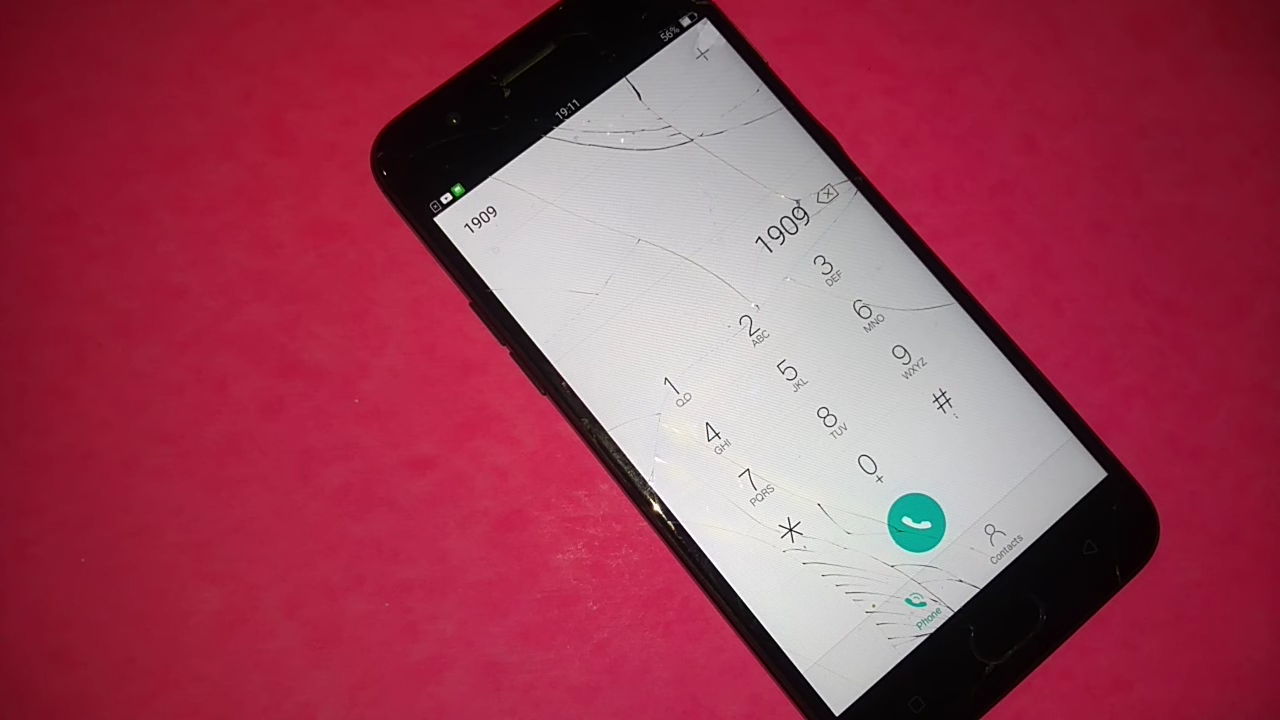 19:11
56%
+
1909
1909
1
2 ABC
3 DEF
4 GHI
5 JKL
6 MNO
7 PQRS
8 TUV
9 WXYZ
*
0 +
# ;
Phone
Contacts